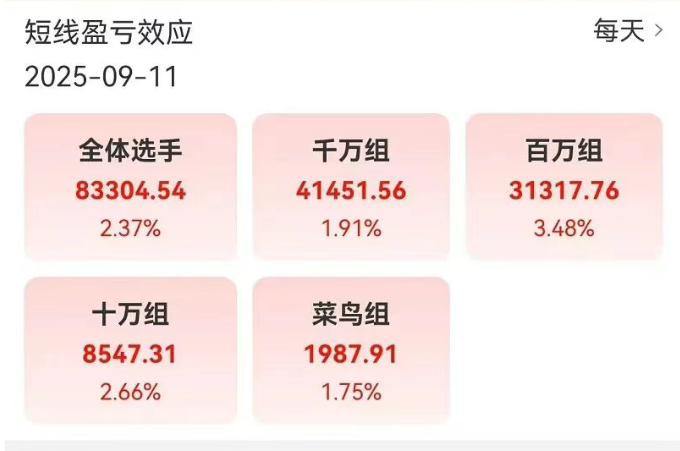 短线盈亏效应
每天 >
2025-09-11
全体选手
83304.54
2.37%
千万组
41451.56
1.91%
百万组
31317.76
3.48%
十万组
8547.31
2.66%
菜鸟组
1987.91
1.75%